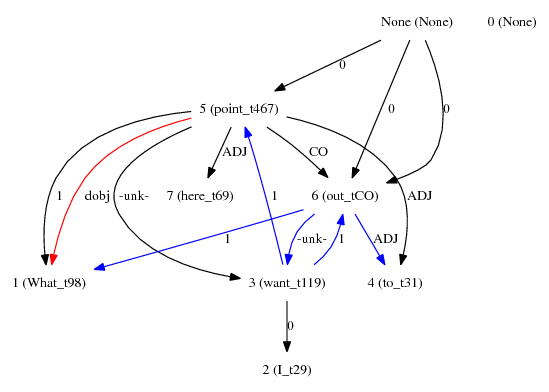 None (None) 0 (None)
0
5 (point_t467) 0 0
ADJ CO
1 dobj -unk- 7 (here_t69) 1 6 (out_tCO) ADJ
1 -unk- 1 ADJ
1 (What_t98) 3 (want_t119) 4 (to_t31)
0
2 (I_t29)